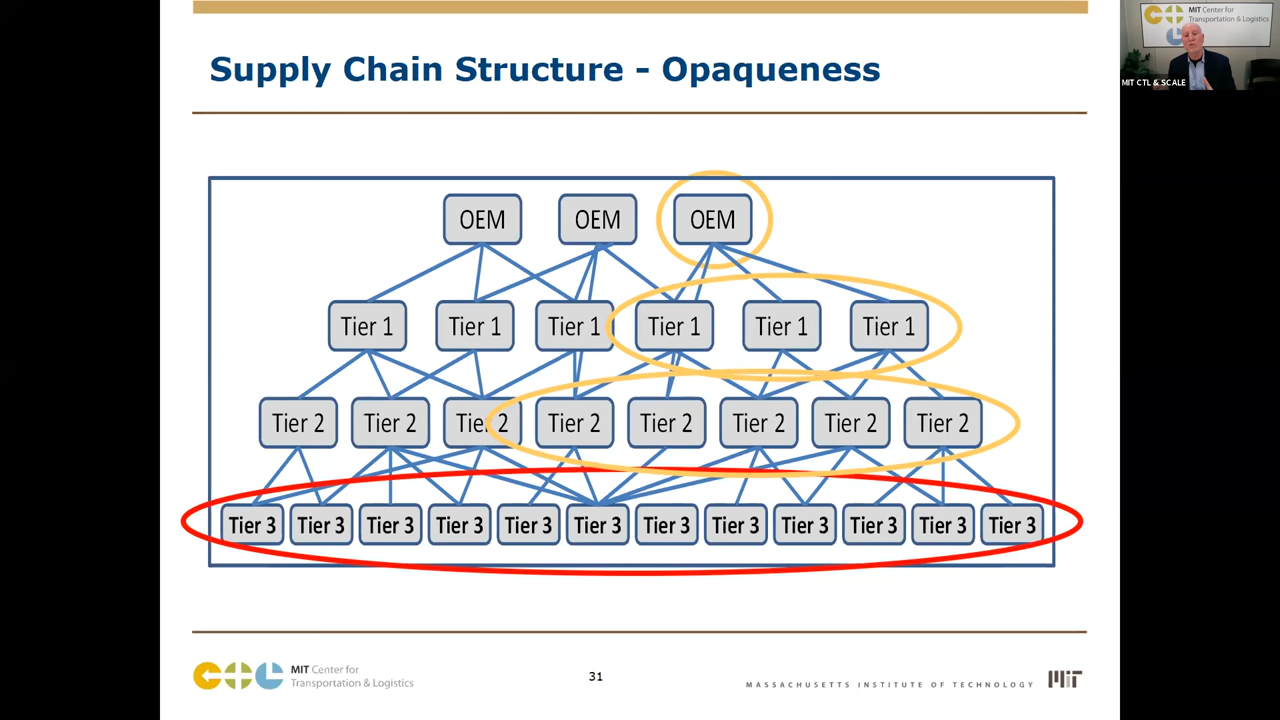 MIT Center for
Transportation & Logistics
MIT CTL & SCALE
Supply Chain Structure - Opaqueness
OEM OEM OEM
Tier 1 Tier 1 Tier 1 Tier 1 Tier 1 Tier 1
Tier 2 Tier 2 Tier 2 Tier 2 Tier 2 Tier 2 Tier 2 Tier 2
Tier 3 Tier 3 Tier 3 Tier 3 Tier 3 Tier 3 Tier 3 Tier 3 Tier 3 Tier 3 Tier 3 Tier 3
MIT Center for
Transportation & Logistics
31
MASSACHUSETTS INSTITUTE OF TECHNOLOGY
MIT